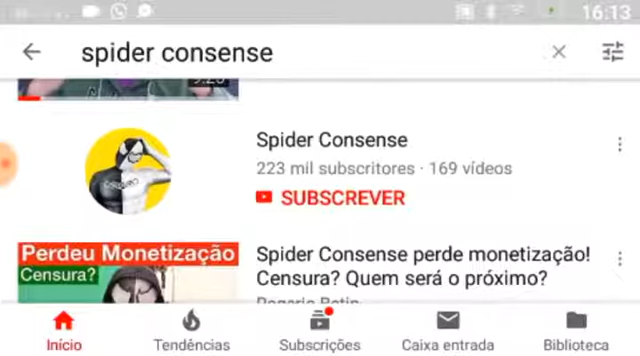 16:13
spider consense
Spider Consense
223 mil subscritores · 169 vídeos
SUBSCREVER
Perdeu Monetização
Censura?
Spider Consense perde monetização!
Censura? Quem será o próximo?
Início
Tendências
Subscrições
Caixa entrada
Biblioteca